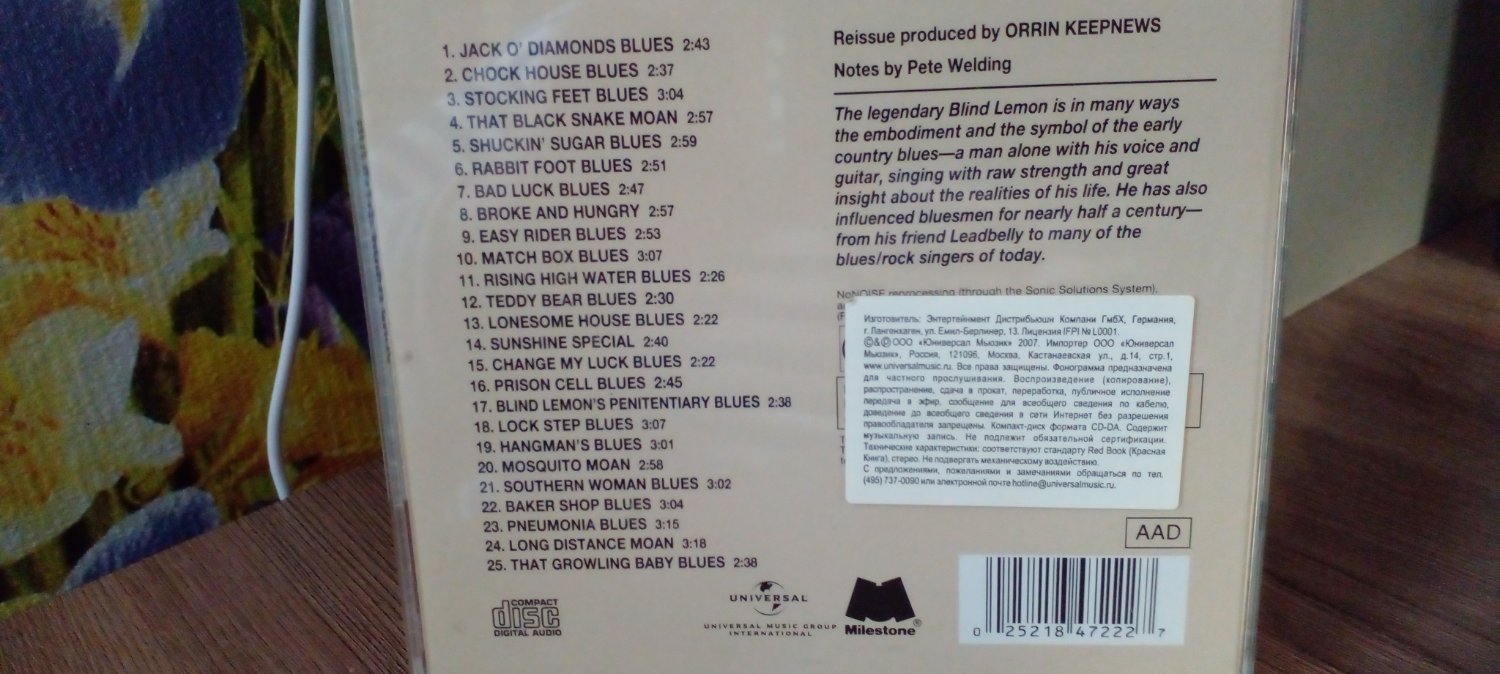 1. JACK O' DIAMONDS BLUES 2:43
2. CHOCK HOUSE BLUES 2:37
3. STOCKING FEET BLUES 3:04
4. THAT BLACK SNAKE MOAN 2:57
5. SHUCKIN' SUGAR BLUES 2:59
6. RABBIT FOOT BLUES 2:51
7. BAD LUCK BLUES 2:47
8. BROKE AND HUNGRY 2:57
9. EASY RIDER BLUES 2:53
10. MATCH BOX BLUES 3:07
11. RISING HIGH WATER BLUES 2:26
12. TEDDY BEAR BLUES 2:30
13. LONESOME HOUSE BLUES 2:22
14. SUNSHINE SPECIAL 2:40
15. CHANGE MY LUCK BLUES 2:22
16. PRISON CELL BLUES 2:45
17. BLIND LEMON'S PENITENTIARY BLUES 2:38
18. LOCK STEP BLUES 3:07
19. HANGMAN'S BLUES 3:01
20. MOSQUITO MOAN 2:58
21. SOUTHERN WOMAN BLUES 3:02
22. BAKER SHOP BLUES 3:04
23. PNEUMONIA BLUES 3:15
24. LONG DISTANCE MOAN 3:18
25. THAT GROWLING BABY BLUES 2:38
Reissue produced by ORRIN KEEPNEWS
Notes by Pete Welding
The legendary Blind Lemon is in many ways
the embodiment and the symbol of the early
country blues—a man alone with his voice and
guitar, singing with raw strength and great
insight about the realities of his life. He has also
influenced bluesmen for nearly half a century—
from his friend Leadbelly to many of the
blues/rock singers of today.
NoNOISE reprocessing (through the Sonic Solutions System),
Изготовитель: Энтертейнмент Дистрибьюшн Компани ГмбХ, Германия,
г. Лангенхаген, ул. Емил-Берлинер, 13. Лицензия IFPI № L0001.
©&℗ ООО «Юниверсал Мьюзик» 2007. Импортер ООО «Юниверсал
Мьюзик», Россия, 121096, Москва, Кастанаевская ул., д.14, стр.1,
www.universalmusic.ru. Все права защищены. Фонограмма предназначена
для частного прослушивания. Воспроизведение (копирование),
распространение, сдача в прокат, переработка, публичное исполнение
передача в эфир, сообщение для всеобщего сведения по кабелю,
доведение до всеобщего сведения в сети Интернет без разрешения
правообладателя запрещены. Компакт-диск формата CD-DA. Содержит
музыкальную запись. Не подлежит обязательной сертификации.
Технические характеристики: соответствуют стандарту Red Book (Красная
Книга), стерео. Не подвергать механическому воздействию.
С предложениями, пожеланиями и замечаниями обращаться по тел.
(495) 737-0090 или электронной почте hotline@universalmusic.ru.
AAD
COMPACT
disc
DIGITAL AUDIO
UNIVERSAL
UNIVERSAL MUSIC GROUP
INTERNATIONAL
Milestone®
0 25218 47222 7